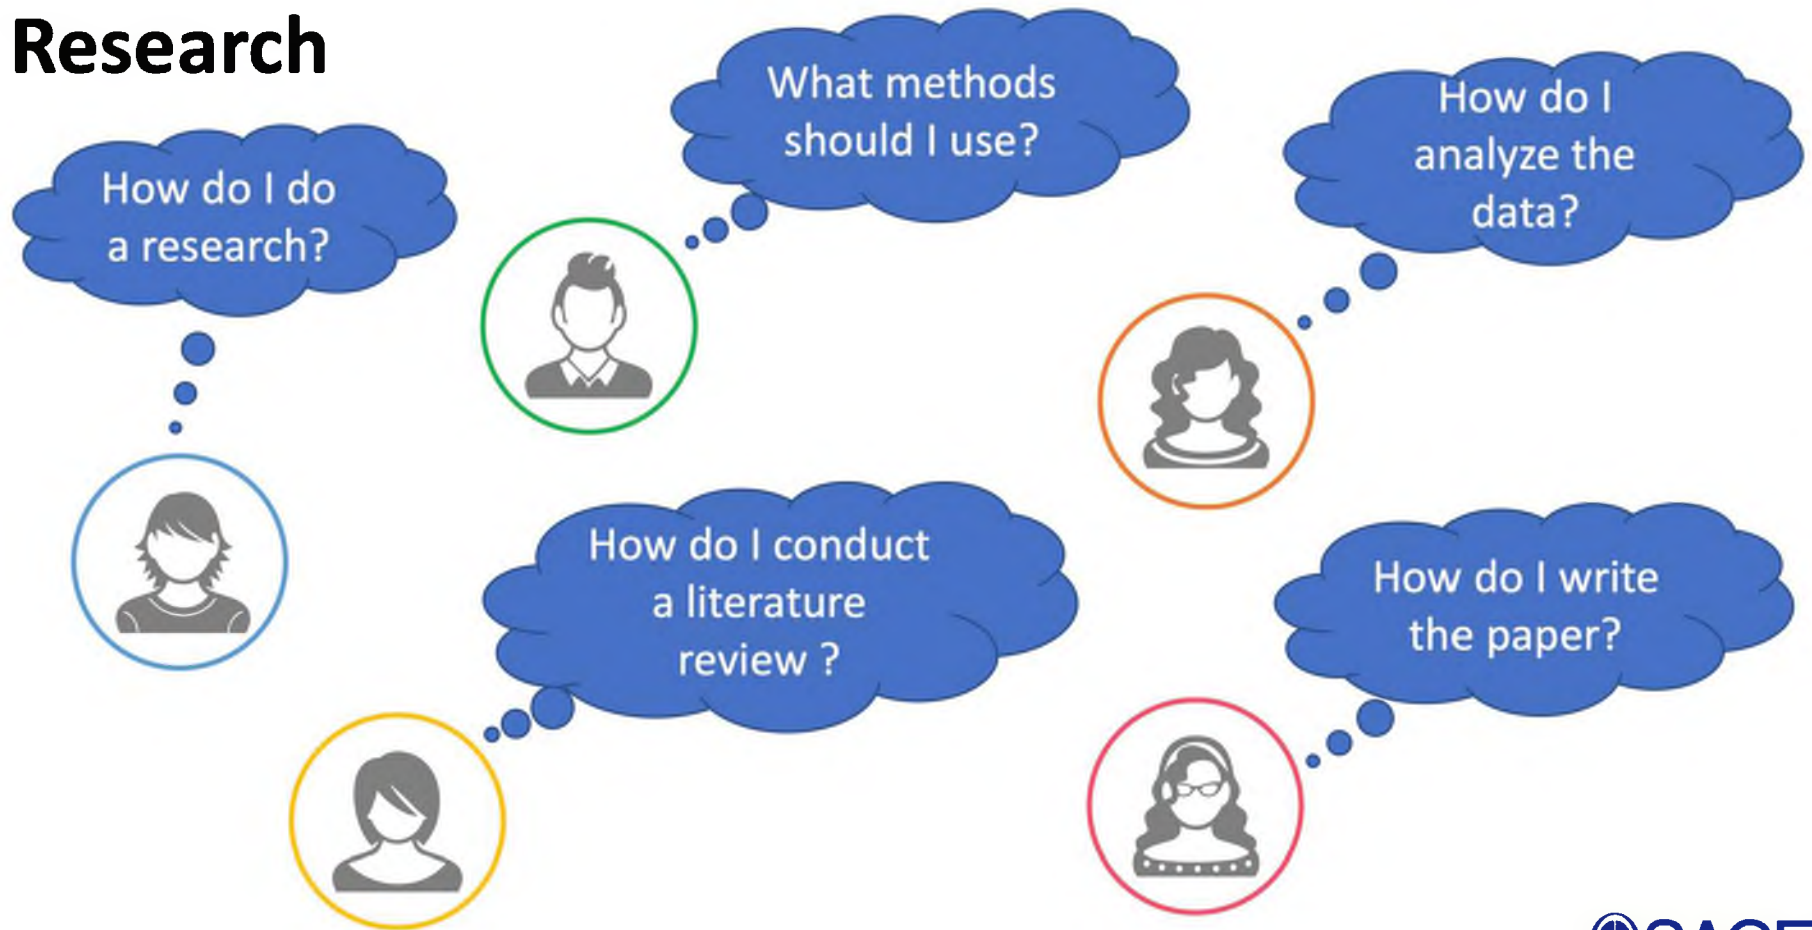 Research
How do I do
a research?
What methods
should I use?
How do I
analyze the
data?
How do I conduct
a literature
review ?
How do I write
the paper?